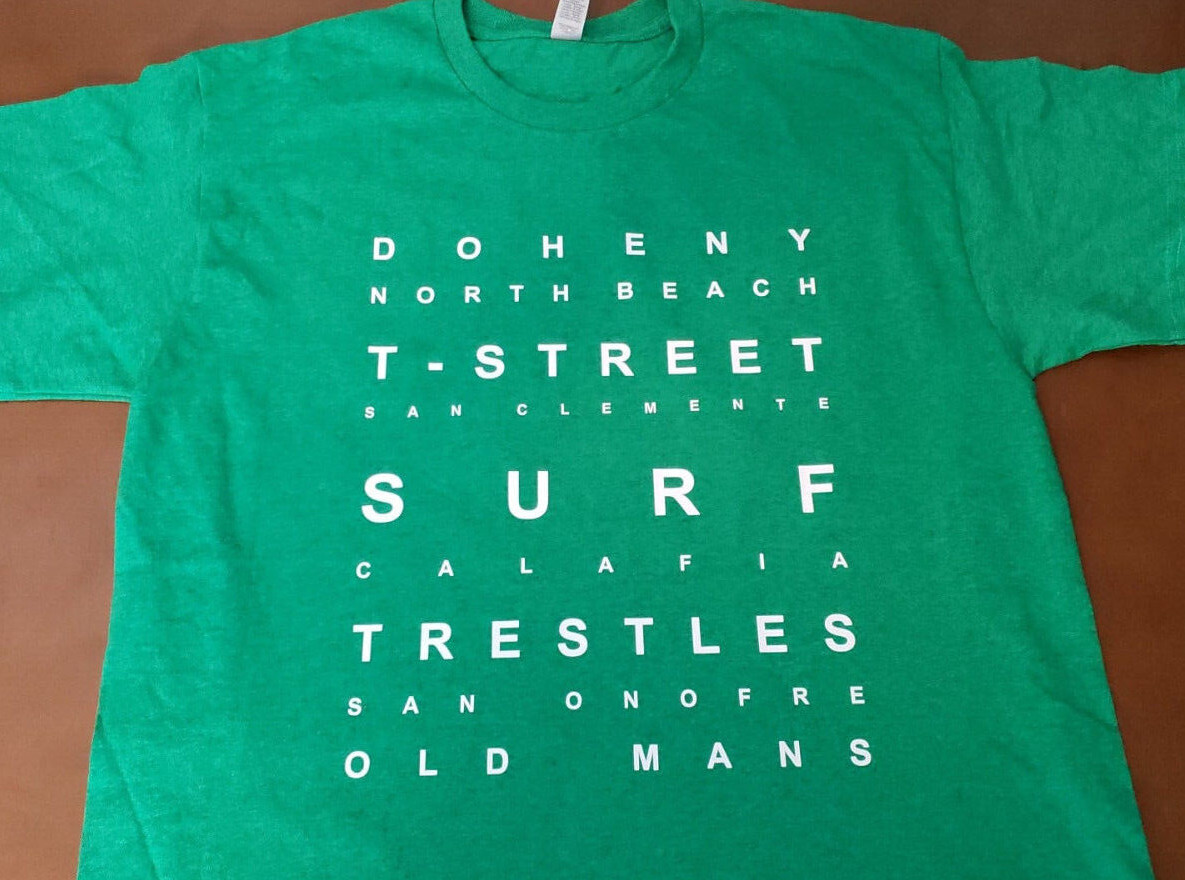 DOHENY
NORTH BEACH
T-STREET
SAN CLEMENTE
SURF
CALAFIA
TRESTLES
SAN ONOFRE
OLD MANS